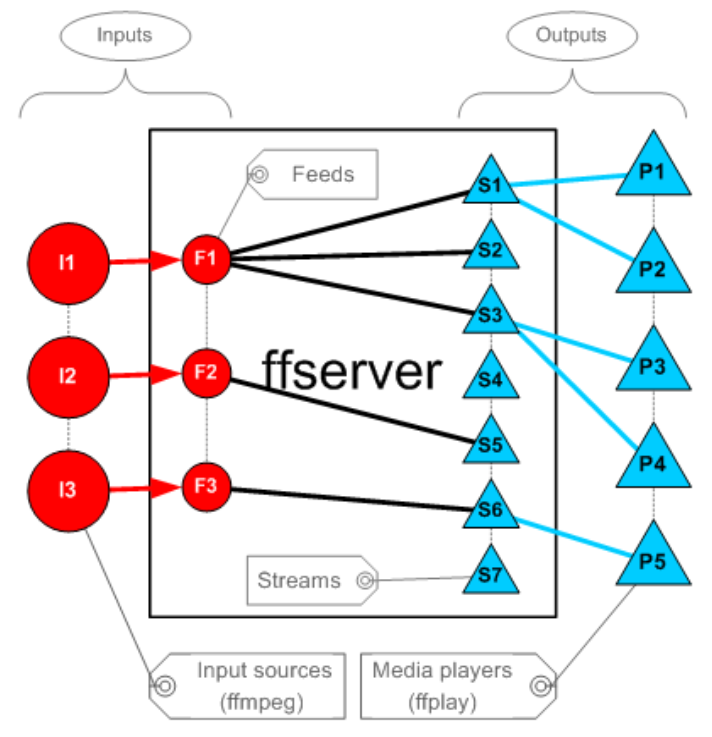 Inputs
Outputs
Feeds
S1
P1
F1
I1
S2
P2
S3
ffserver
I2
F2
S4
P3
S5
P4
I3
F3
S6
Streams
S7
P5
Input sources
(ffmpeg)
Media players
(ffplay)